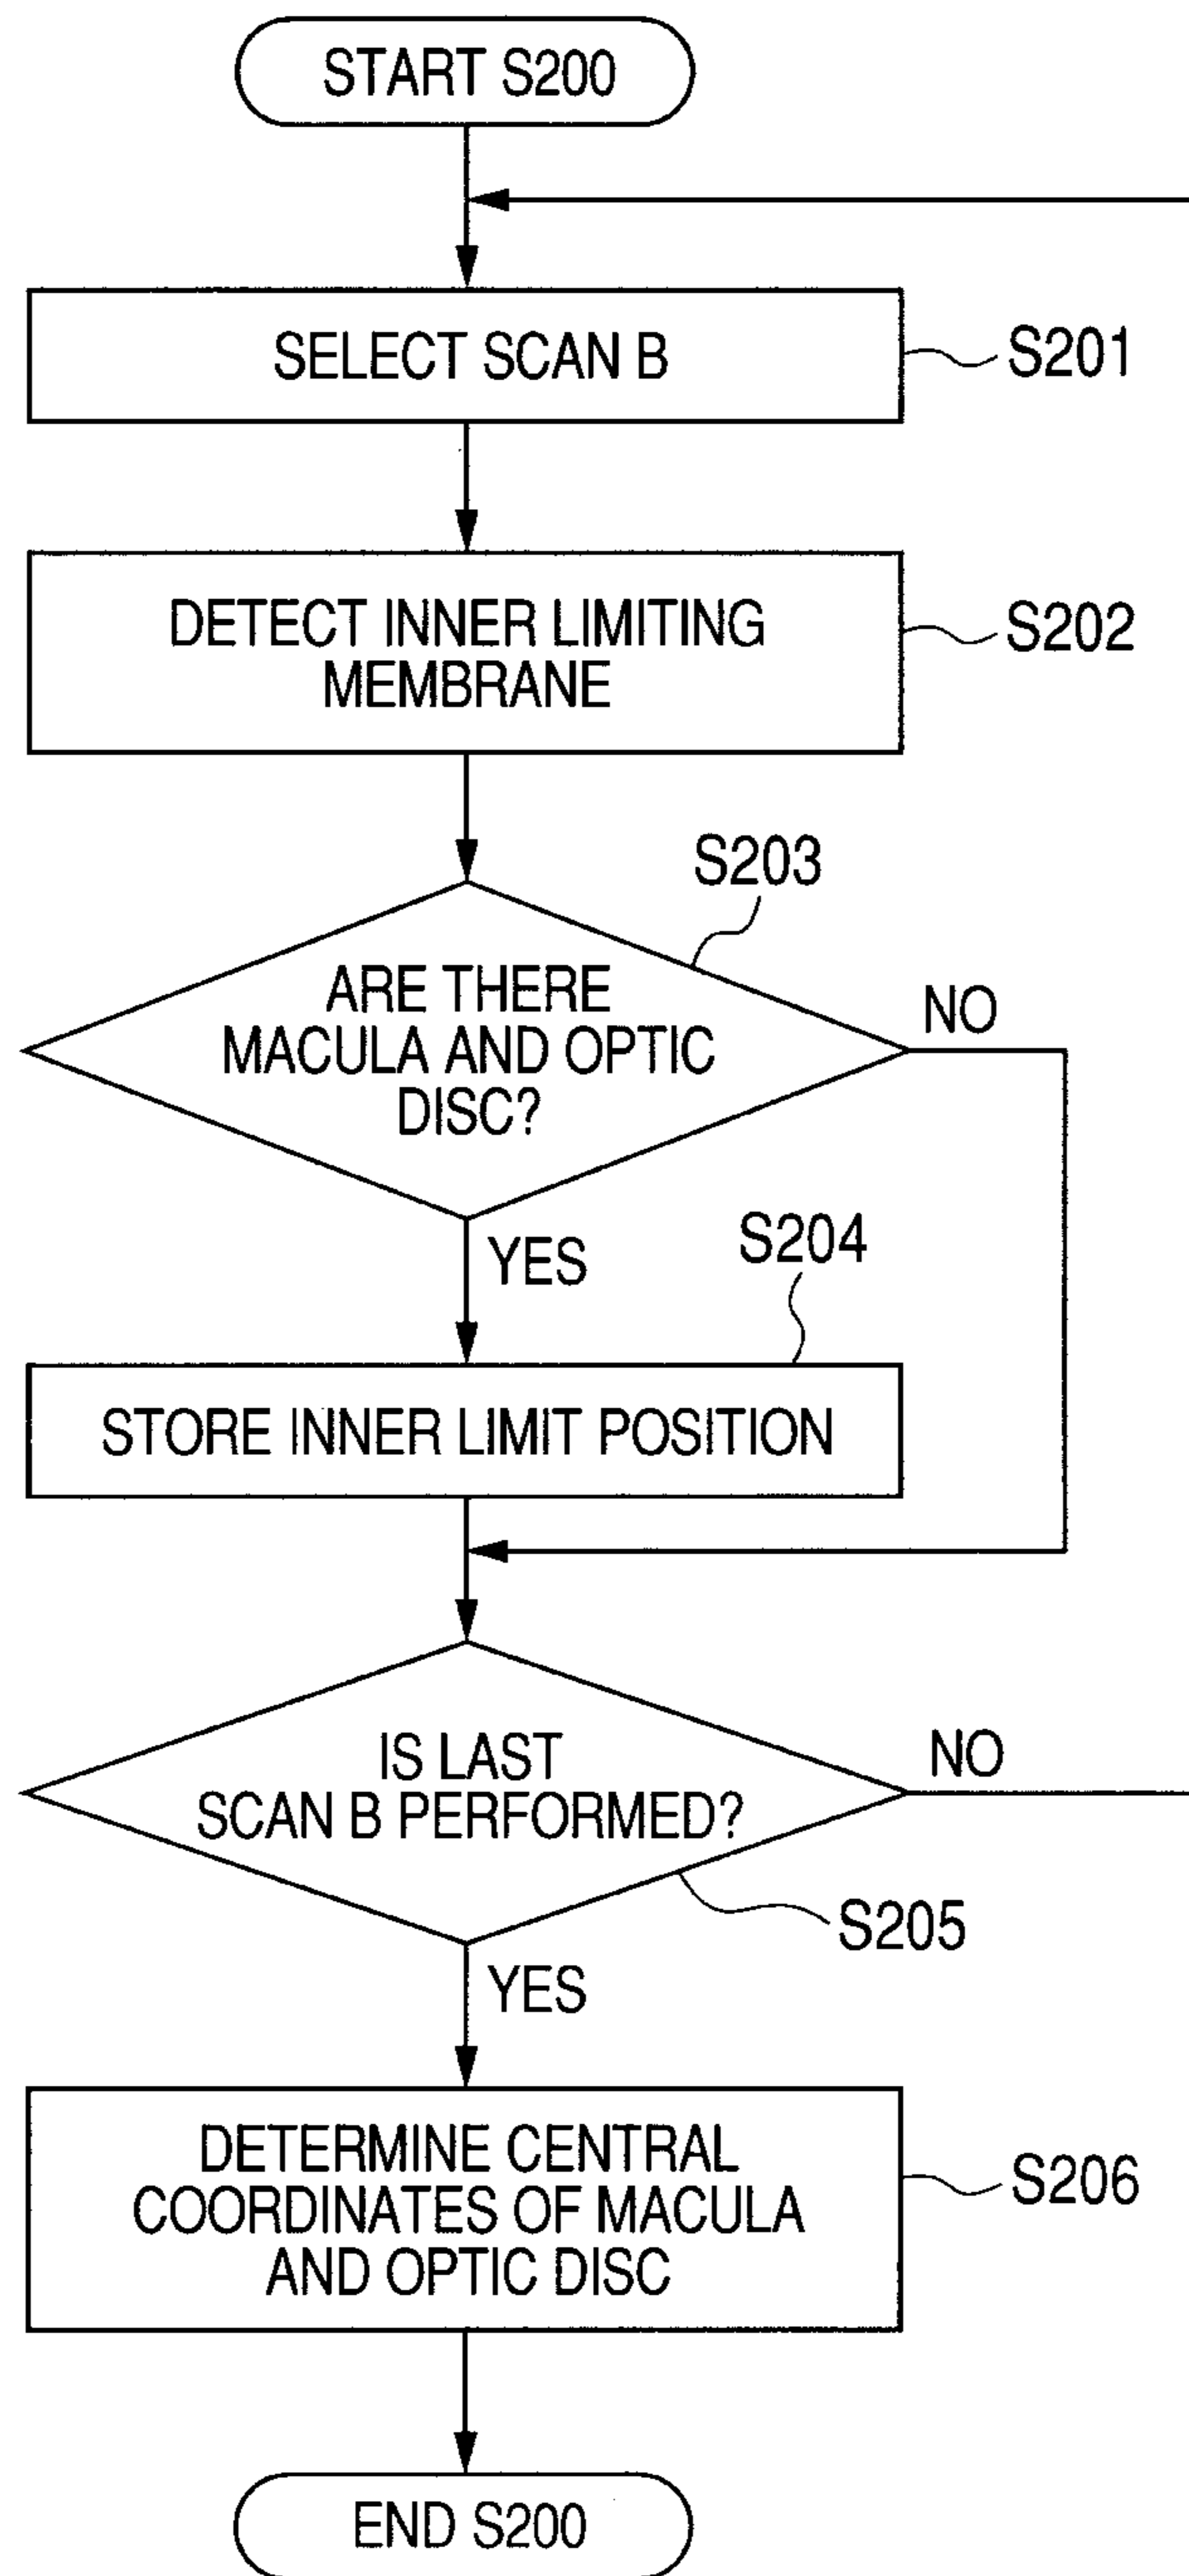 START S200
SELECT SCAN B
S201
DETECT INNER LIMITING
MEMBRANE
S202
S203
ARE THERE
MACULA AND OPTIC
DISC?
NO
YES
S204
STORE INNER LIMIT POSITION
IS LAST
SCAN B PERFORMED?
NO
S205
YES
DETERMINE CENTRAL
COORDINATES OF MACULA
AND OPTIC DISC
S206
END S200